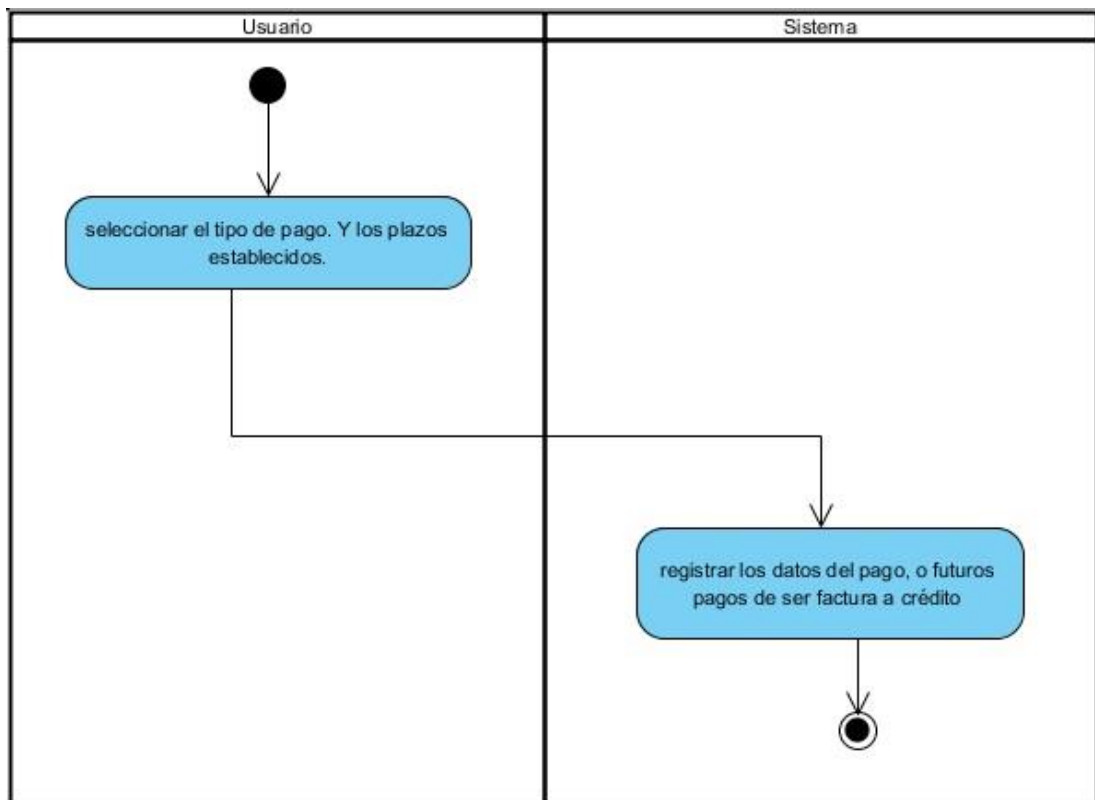 Usuario
Sistema
seleccionar el tipo de pago. Y los plazos
establecidos.
registrar los datos del pago, o futuros
pagos de ser factura a crédito